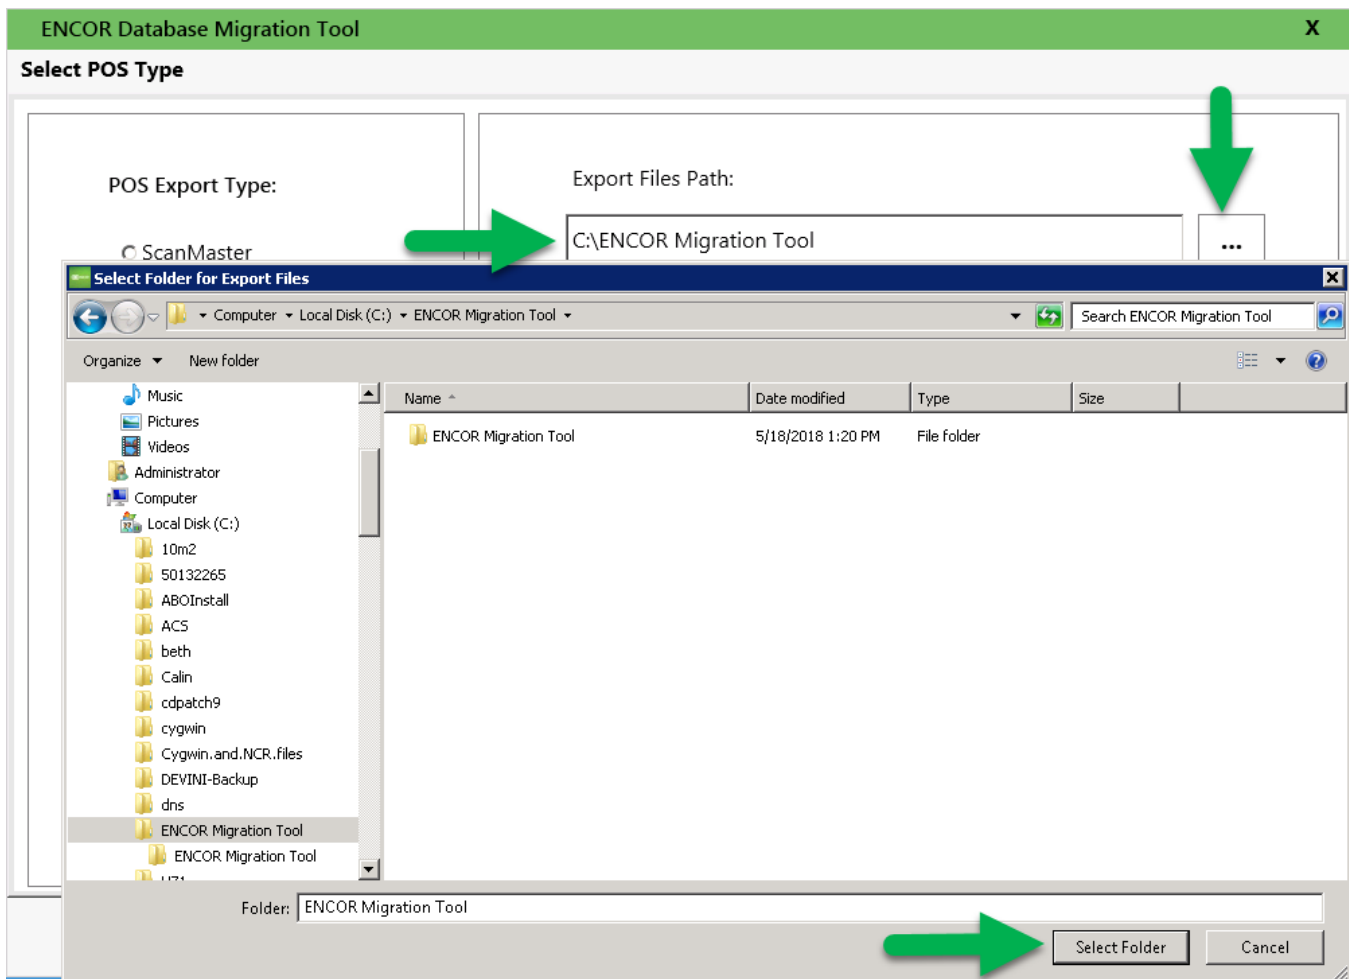 ENCOR Database Migration Tool X
Select POS Type
POS Export Type:
Export Files Path:
ScanMaster
C:\ENCOR Migration Tool
...
Select Folder for Export Files
Computer Local Disk (C:) ENCOR Migration Tool
Search ENCOR Migration Tool
Organize New folder
Name Date modified Type Size
ENCOR Migration Tool 5/18/2018 1:20 PM File folder
Music
Pictures
Videos
Administrator
Computer
Local Disk (C:)
10m2
50132265
ABOInstall
ACS
beth
Calin
cdpatch9
cygwin
Cygwin.and.NCR.files
DEVINI-Backup
dns
ENCOR Migration Tool
ENCOR Migration Tool
Folder: ENCOR Migration Tool
Select Folder Cancel